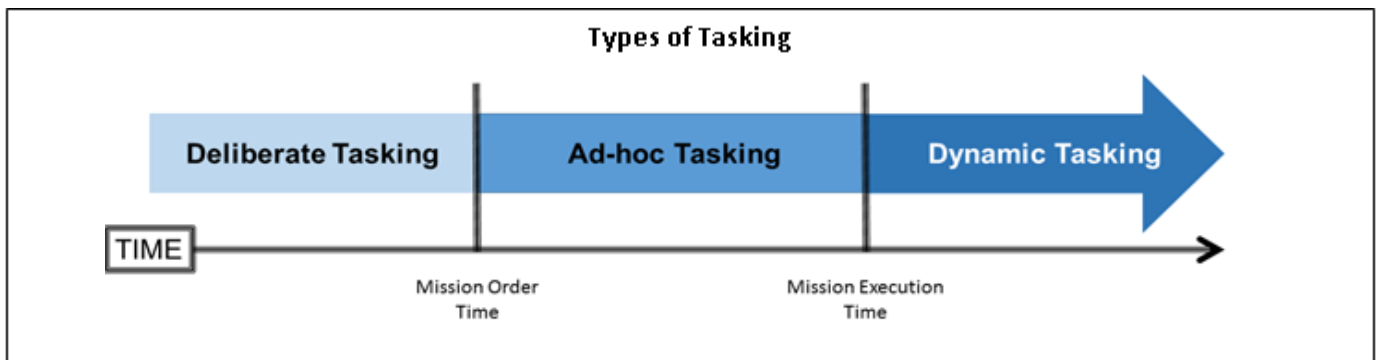 Types of Tasking
Deliberate Tasking
Ad-hoc Tasking
Dynamic Tasking
TIME
Mission Order
Time
Mission Execution
Time